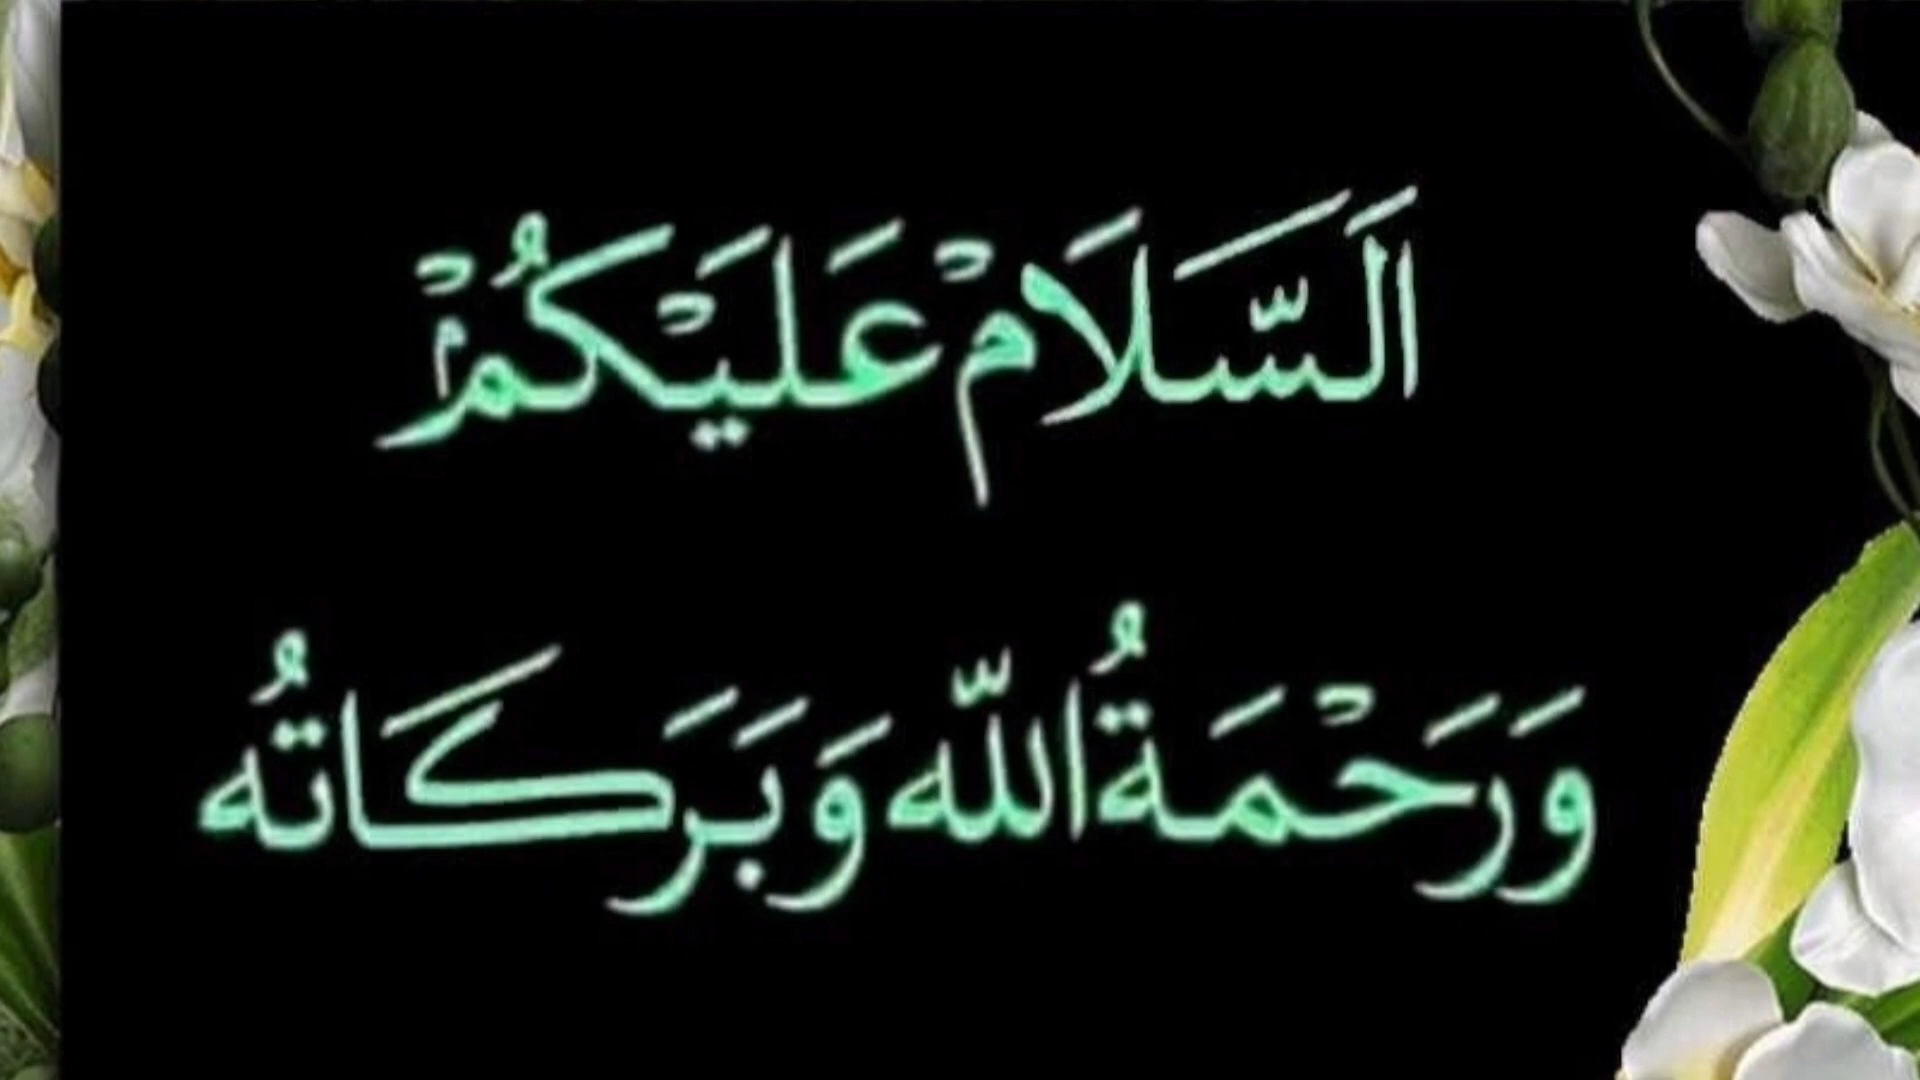 اَلسَّلَامْ عَلَيْكُمْ
وَرَحْمَةُ اللّه وَبَرَكَاتُه